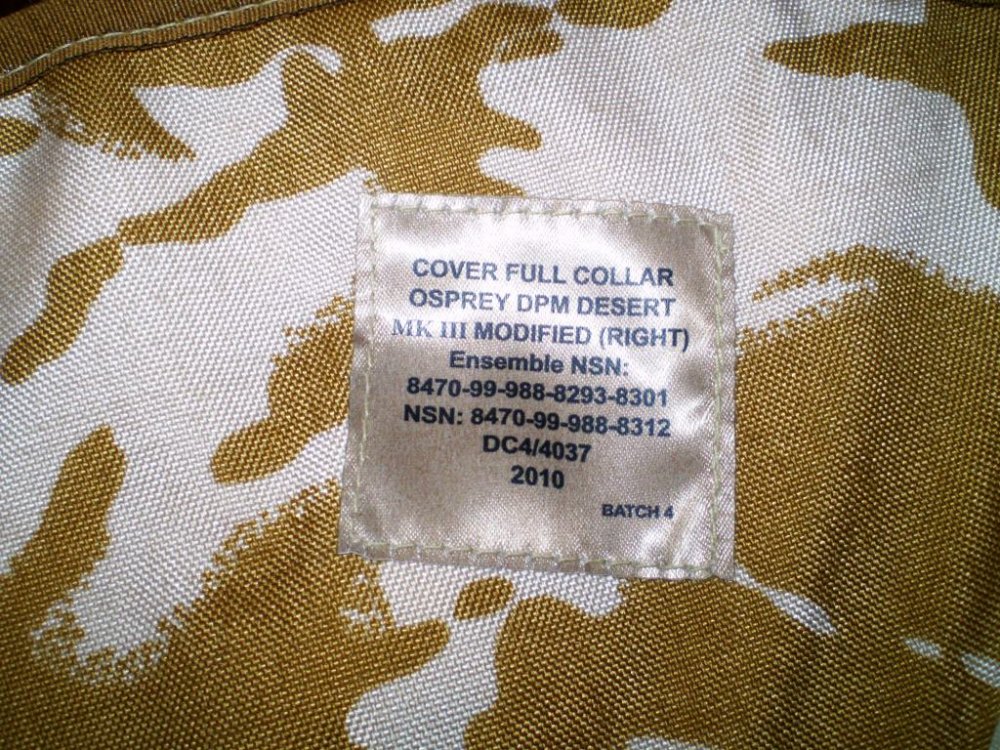 COVER FULL COLLAR
OSPREY DPM DESERT
MK III MODIFIED (RIGHT)
Ensemble NSN:
8470-99-988-8293-8301
NSN: 8470-99-988-8312
DC4/4037
2010
BATCH 4